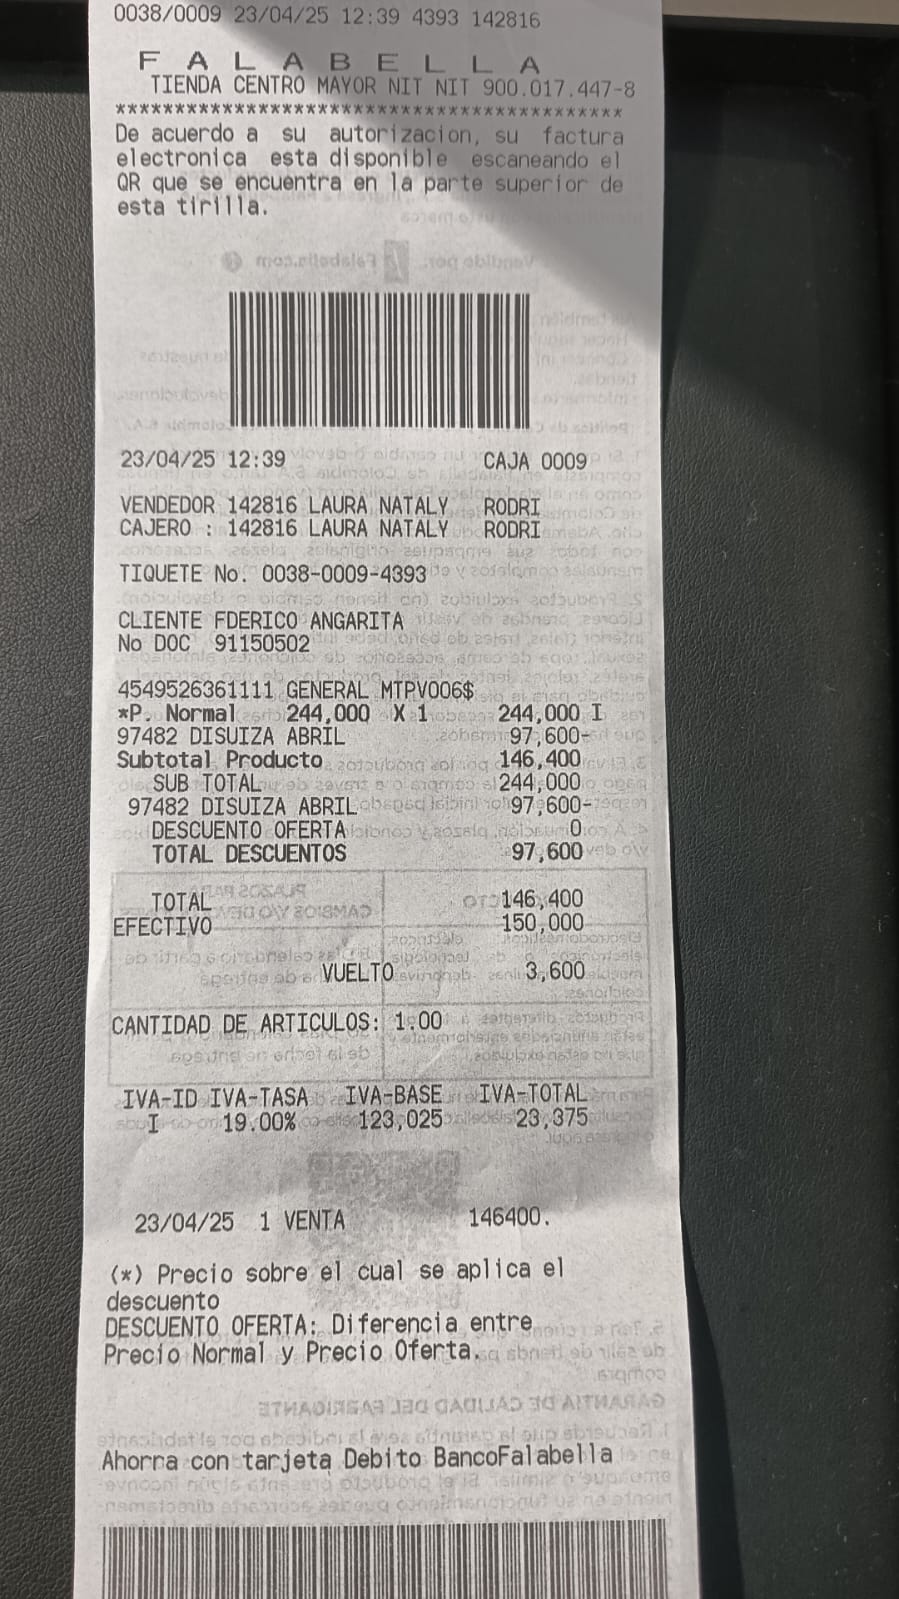 0038/0009 23/04/25 12:39 4393 142816
F A L A B E L L A
TIENDA CENTRO MAYOR NIT NIT 900.017.447-8
*******************************************
De acuerdo a su autorizacion, su factura
electronica esta disponible escaneando el
QR que se encuentra en la parte superior de
esta tirilla.
23/04/25 12:39 CAJA 0009
VENDEDOR 142816 LAURA NATALY RODRI
CAJERO : 142816 LAURA NATALY RODRI
TIQUETE No. 0038-0009-4393
CLIENTE FDERICO ANGARITA
No DOC 91150502
4549526361111 GENERAL MTPV006$
*P. Normal 244,000 X 1 244,000 I
97482 DISUIZA ABRIL 97,600-
Subtotal Producto 146,400
SUB TOTAL 244,000
97482 DISUIZA ABRIL 97,600-
DESCUENTO OFERTA 0
TOTAL DESCUENTOS 97,600
TOTAL 146,400
EFECTIVO 150,000
VUELTO 3,600
CANTIDAD DE ARTICULOS: 1.00
IVA-ID IVA-TASA IVA-BASE IVA-TOTAL
I 19.00% 123,025 23,375
23/04/25 1 VENTA 146400.
(*) Precio sobre el cual se aplica el
descuento
DESCUENTO OFERTA: Diferencia entre
Precio Normal y Precio Oferta.
Ahorra con tarjeta Debito BancoFalabella